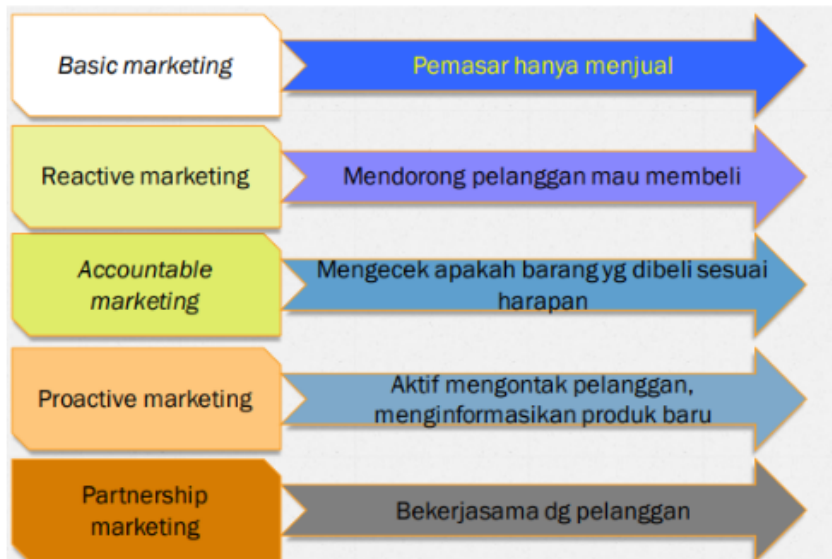 Basic marketing
Pemasar hanya menjual
Reactive marketing
Mendorong pelanggan mau membeli
Accountable
marketing
Mengecek apakah barang yg dibeli sesuai
harapan
Proactive marketing
Aktif mengontak pelanggan,
menginformasikan produk baru
Partnership
marketing
Bekerjasama dg pelanggan